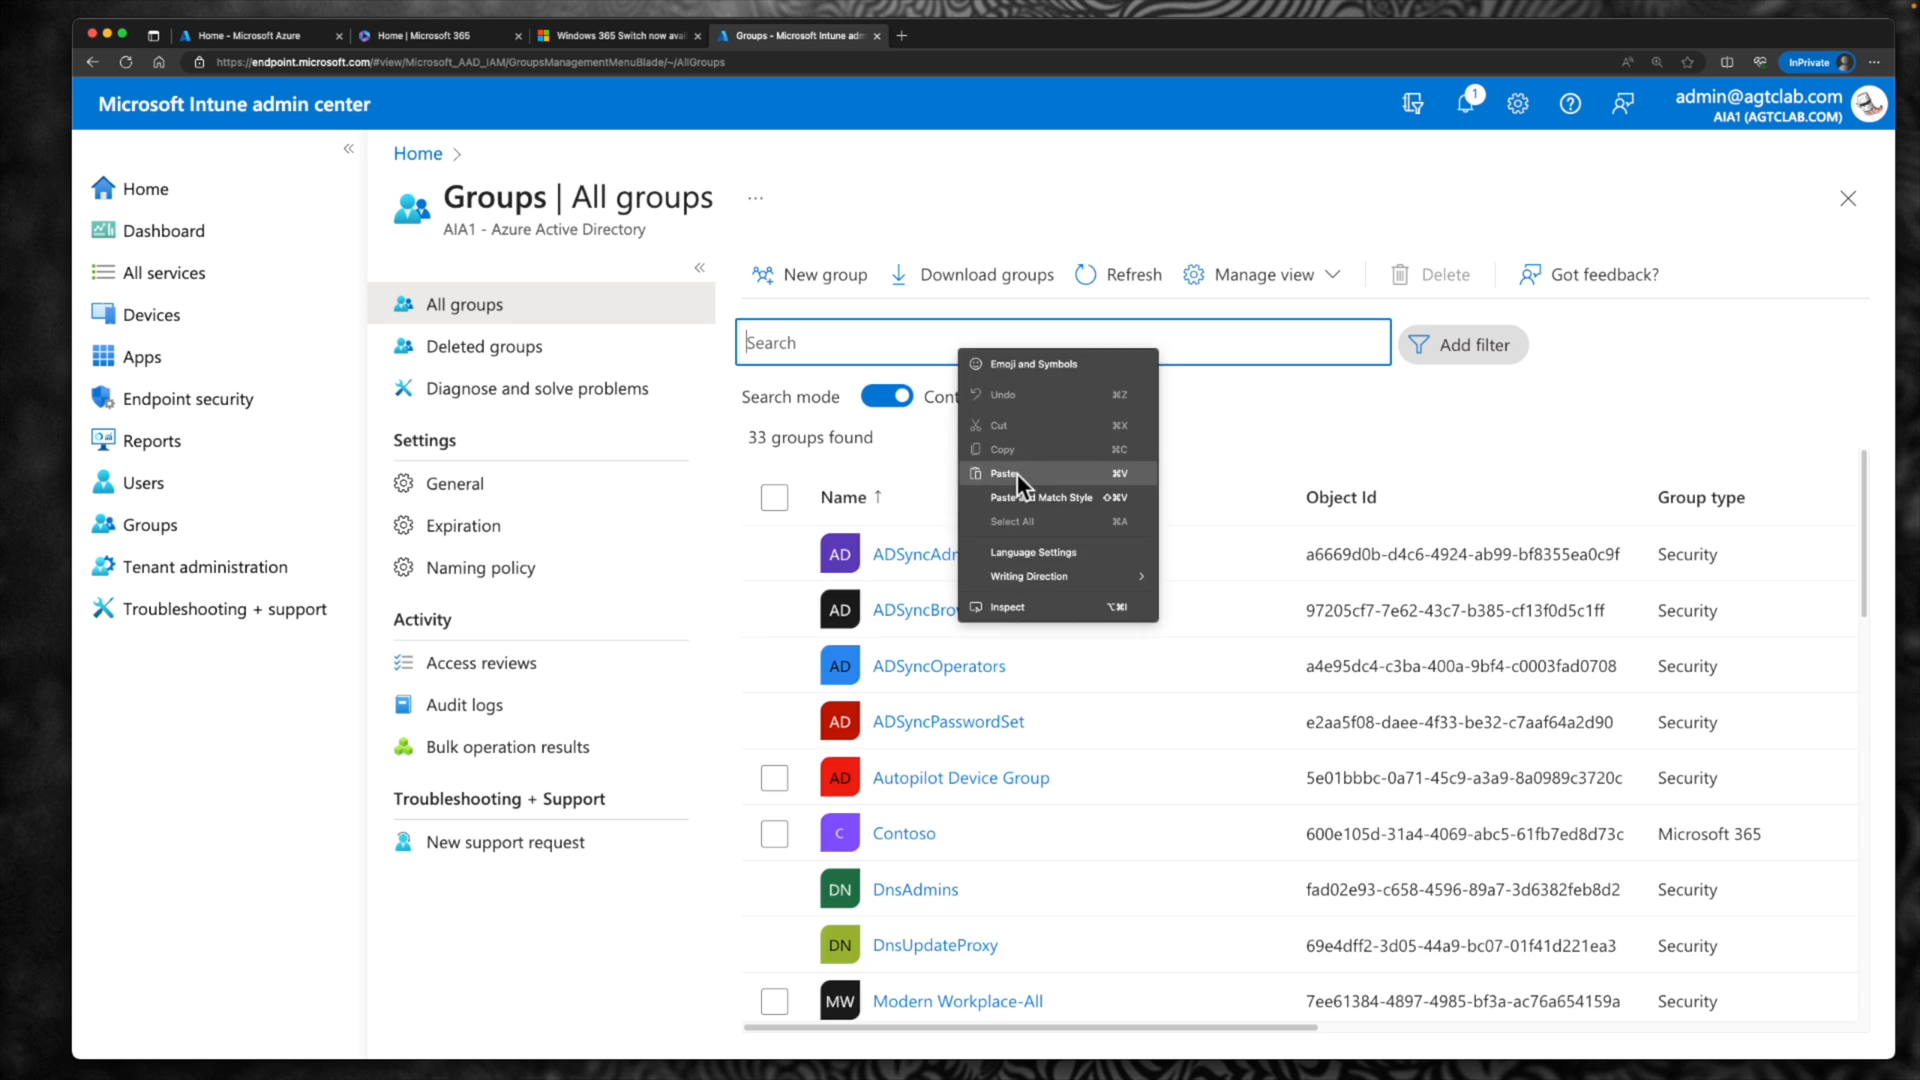 Home - Microsoft Azure
Home | Microsoft 365
Windows 365 Switch now avai
Groups - Microsoft Intune adm
https://endpoint.microsoft.com/#view/Microsoft_AAD_IAM/GroupsManagementMenuBlade/~/AllGroups
InPrivate
Microsoft Intune admin center
1
admin@agtclab.com
AIA1 (AGTCLAB.COM)
Home
Dashboard
All services
Devices
Apps
Endpoint security
Reports
Users
Groups
Tenant administration
Troubleshooting + support
Home >
Groups | All groups
AIA1 - Azure Active Directory
All groups
Deleted groups
Diagnose and solve problems
Settings
General
Expiration
Naming policy
Activity
Access reviews
Audit logs
Bulk operation results
Troubleshooting + Support
New support request
New group
Download groups
Refresh
Manage view
Delete
Got feedback?
Search
Add filter
Search mode
Cont
33 groups found
Emoji and Symbols
Undo ⌘Z
Cut ⌘X
Copy ⌘C
Paste ⌘V
Paste and Match Style ⇧⌘V
Select All ⌘A
Language Settings
Writing Direction
Inspect ⌥⌘I
Name ↑ Object Id Group type
AD ADSyncAdm a6669d0b-d4c6-4924-ab99-bf8355ea0c9f Security
AD ADSyncBro 97205cf7-7e62-43c7-b385-cf13f0d5c1ff Security
AD ADSyncOperators a4e95dc4-c3ba-400a-9bf4-c0003fad0708 Security
AD ADSyncPasswordSet e2aa5f08-daee-4f33-be32-c7aaf64a2d90 Security
AD Autopilot Device Group 5e01bbbc-0a71-45c9-a3a9-8a0989c3720c Security
C Contoso 600e105d-31a4-4069-abc5-61fb7ed8d73c Microsoft 365
DN DnsAdmins fad02e93-c658-4596-89a7-3d6382feb8d2 Security
DN DnsUpdateProxy 69e4dff2-3d05-44a9-bc07-01f41d221ea3 Security
MW Modern Workplace-All 7ee61384-4897-4985-bf3a-ac76a654159a Security